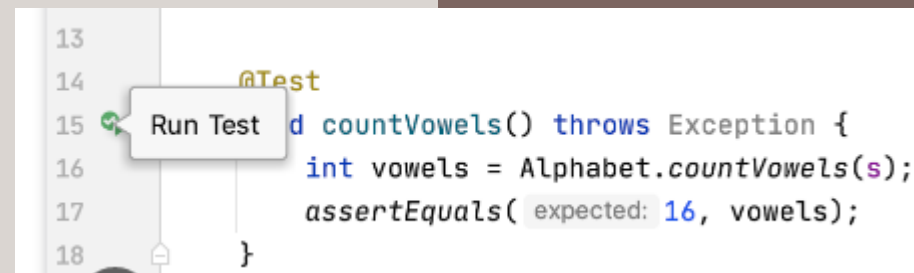 13
14 @Test
15 Run Test d countVowels() throws Exception {
16 int vowels = Alphabet.countVowels(s);
17 assertEquals( expected: 16, vowels);
18 }